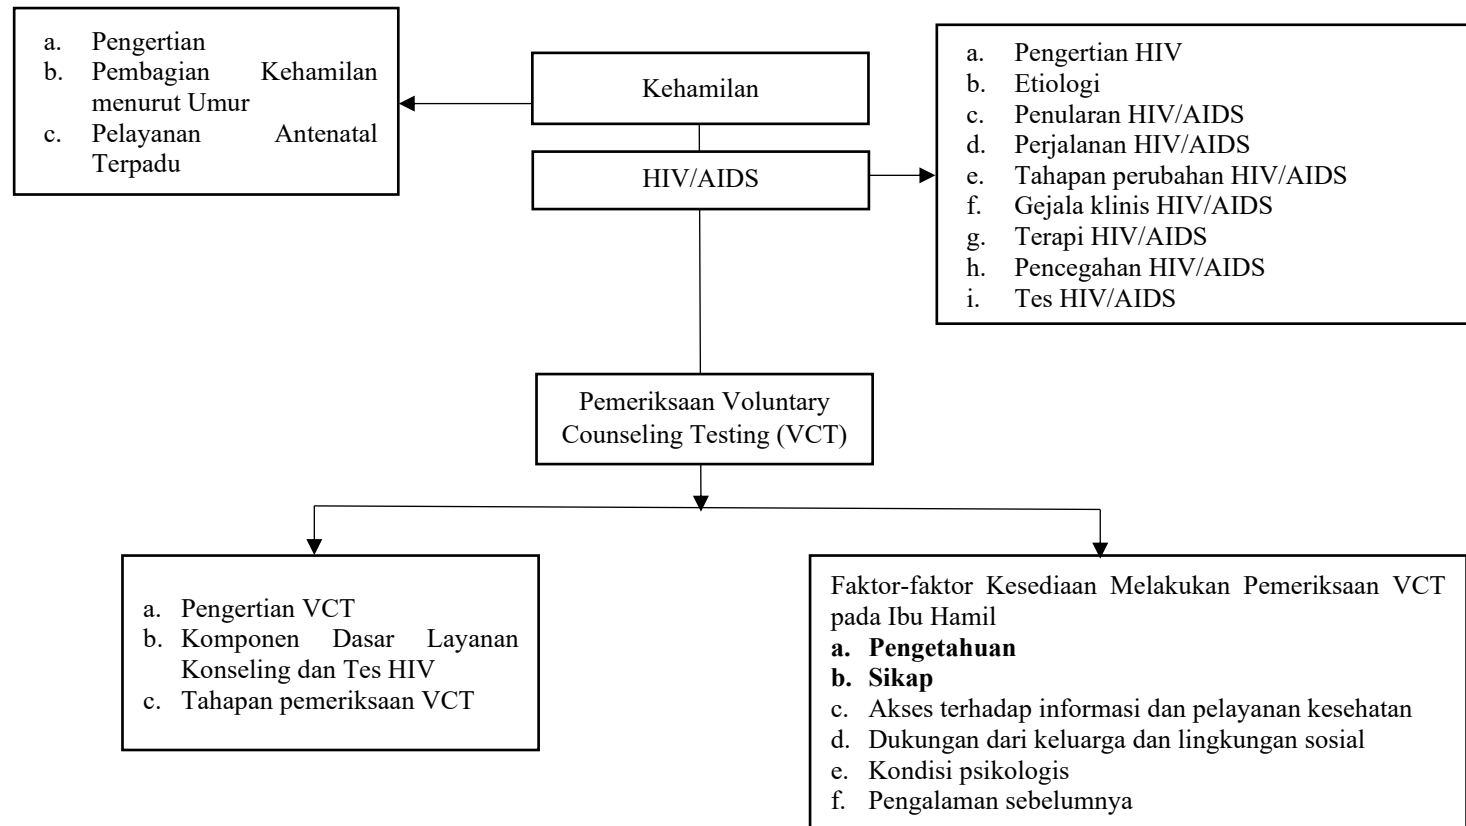 a. Pengertian
b. Pembagian Kehamilan
menurut Umur
c. Pelayanan Antenatal
Terpadu
Kehamilan
HIV/AIDS
a. Pengertian HIV
b. Etiologi
c. Penularan HIV/AIDS
d. Perjalanan HIV/AIDS
e. Tahapan perubahan HIV/AIDS
f. Gejala klinis HIV/AIDS
g. Terapi HIV/AIDS
h. Pencegahan HIV/AIDS
i. Tes HIV/AIDS
Pemeriksaan Voluntary
Counseling Testing (VCT)
a. Pengertian VCT
b. Komponen Dasar Layanan
Konseling dan Tes HIV
c. Tahapan pemeriksaan VCT
Faktor-faktor Kesediaan Melakukan Pemeriksaan VCT
pada Ibu Hamil
a. Pengetahuan
b. Sikap
c. Akses terhadap informasi dan pelayanan kesehatan
d. Dukungan dari keluarga dan lingkungan sosial
e. Kondisi psikologis
f. Pengalaman sebelumnya